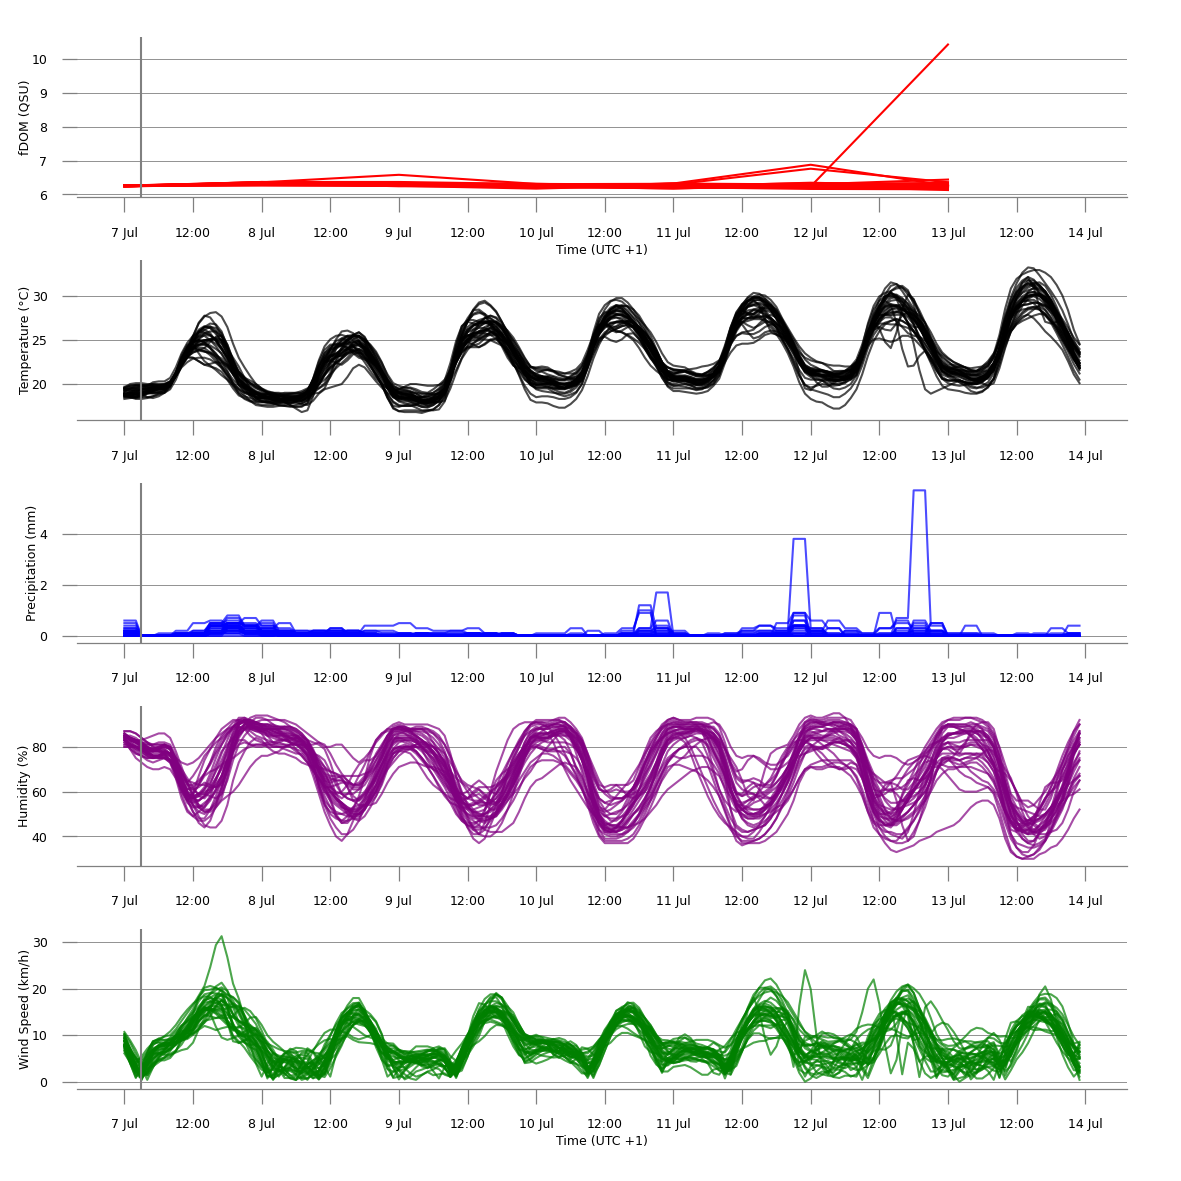 fDOM (QSU)
10
9
8
7
6
7 Jul 12:00 8 Jul 12:00 9 Jul 12:00 10 Jul 12:00 11 Jul 12:00 12 Jul 12:00 13 Jul 12:00 14 Jul
Time (UTC +1)
Temperature (°C)
30
25
20
7 Jul 12:00 8 Jul 12:00 9 Jul 12:00 10 Jul 12:00 11 Jul 12:00 12 Jul 12:00 13 Jul 12:00 14 Jul
Precipitation (mm)
4
2
0
7 Jul 12:00 8 Jul 12:00 9 Jul 12:00 10 Jul 12:00 11 Jul 12:00 12 Jul 12:00 13 Jul 12:00 14 Jul
Humidity (%)
80
60
40
7 Jul 12:00 8 Jul 12:00 9 Jul 12:00 10 Jul 12:00 11 Jul 12:00 12 Jul 12:00 13 Jul 12:00 14 Jul
Wind Speed (km/h)
30
20
10
0
7 Jul 12:00 8 Jul 12:00 9 Jul 12:00 10 Jul 12:00 11 Jul 12:00 12 Jul 12:00 13 Jul 12:00 14 Jul
Time (UTC +1)